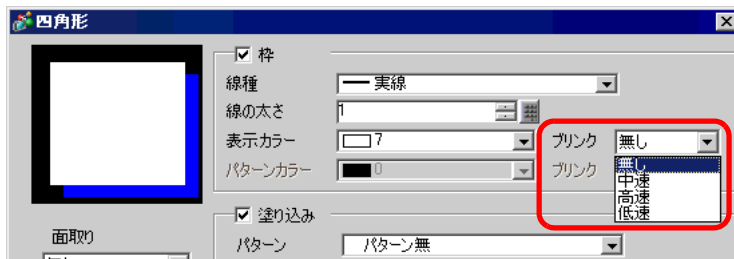 四角形
枠
線種 実線
線の太さ 1
表示カラー 7 ブリンク 無し
パターンカラー 0 ブリンク
無し
中速
高速
低速
塗り込み
面取り
パターン パターン無